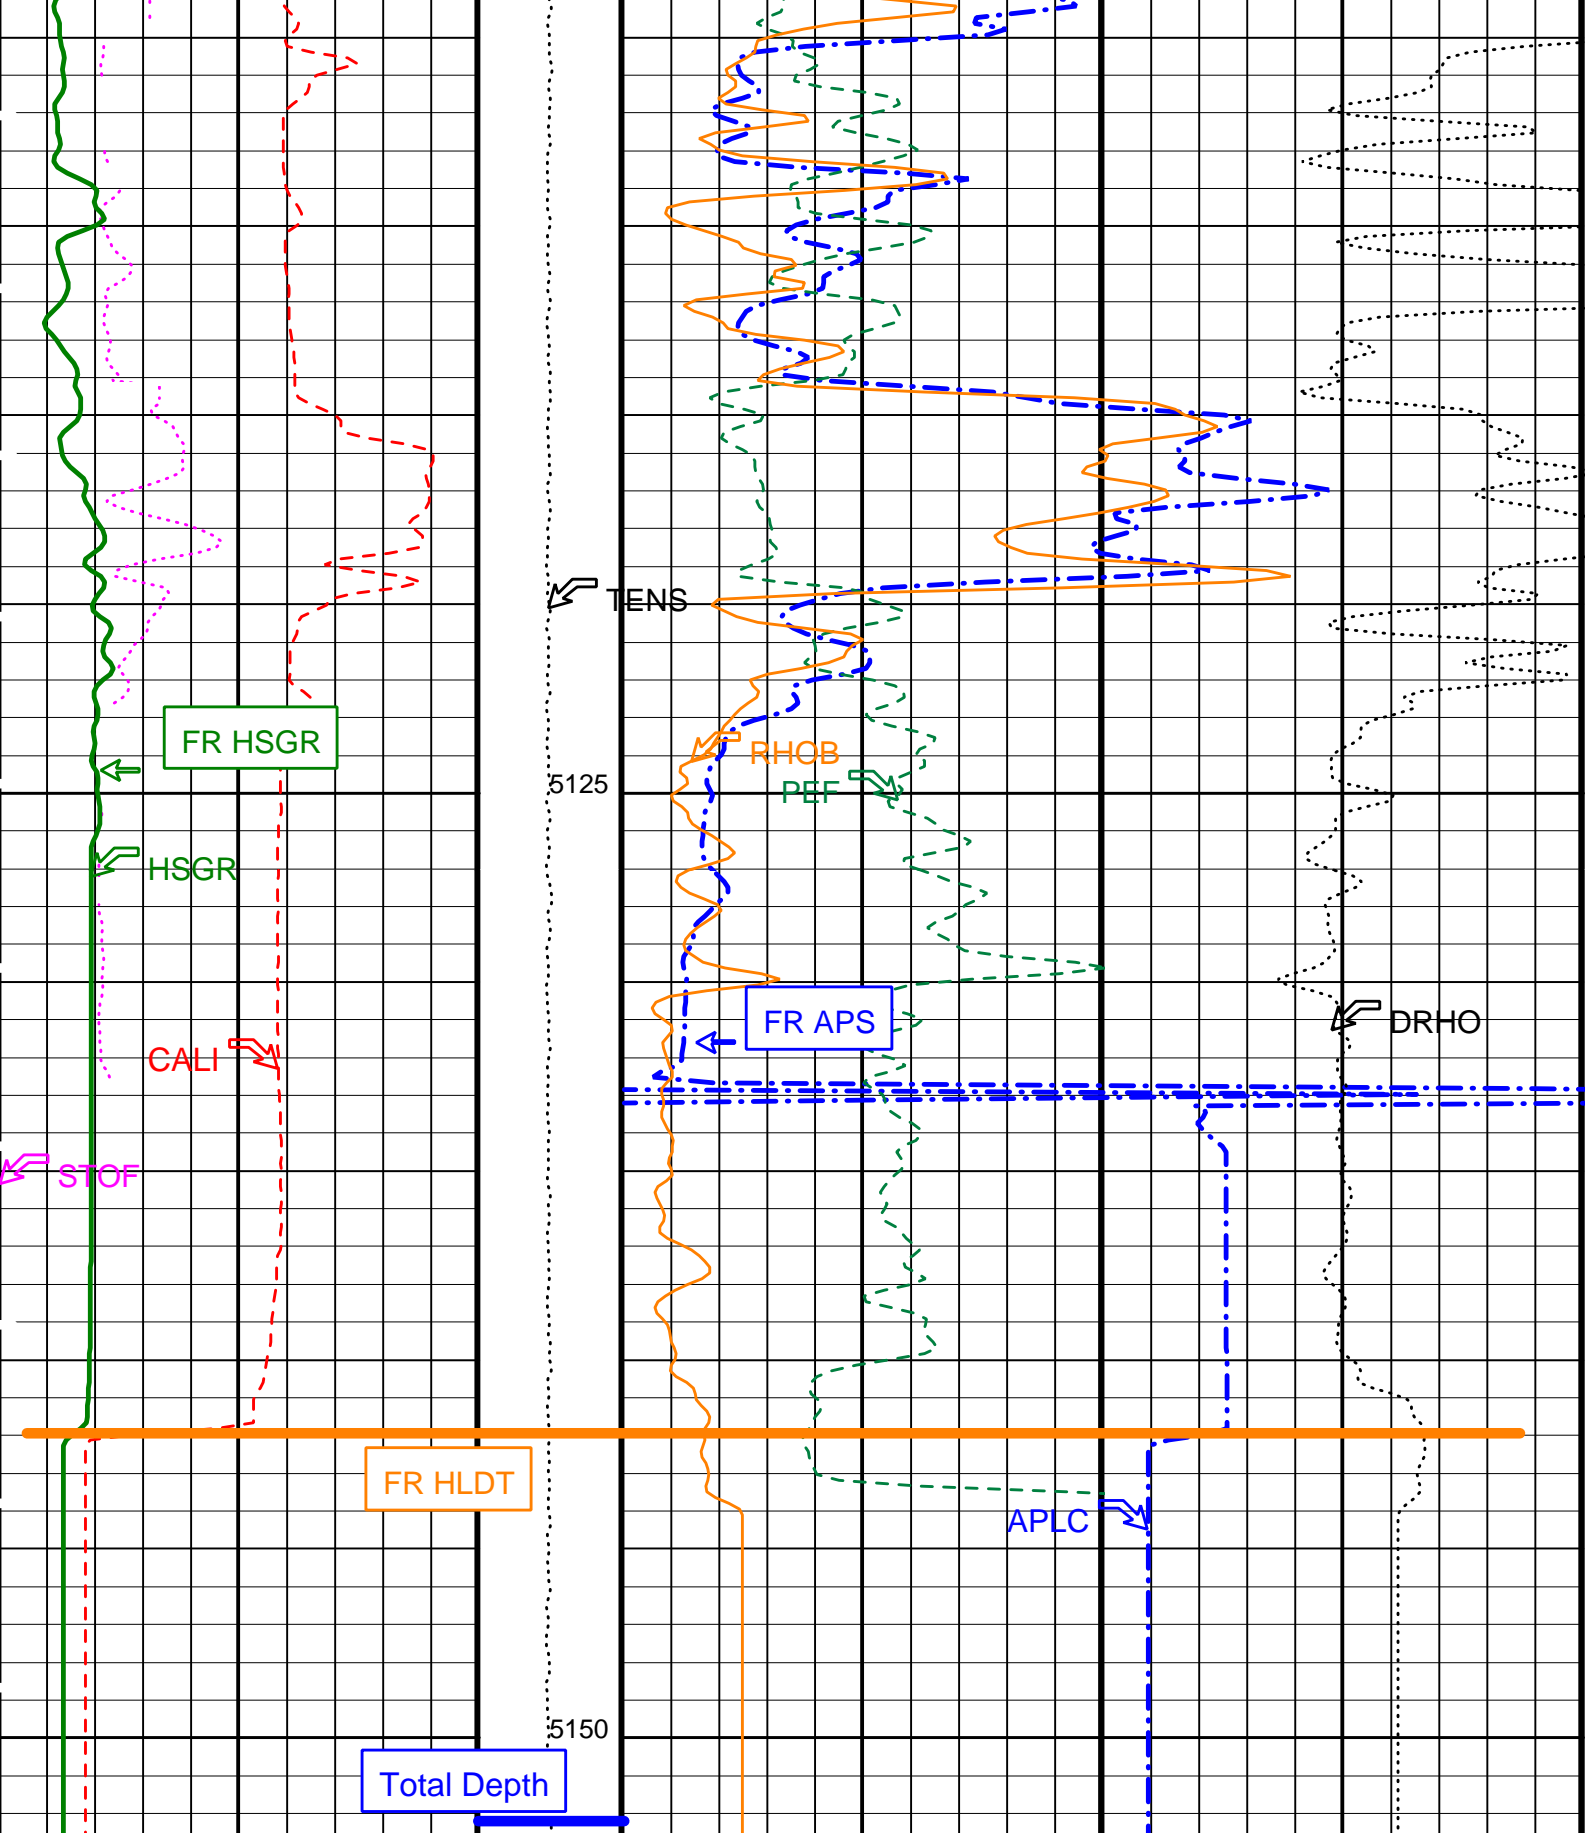 TENS
FR HSGR
RHOB
5125
PEF
HSGR
FR APS
DRHO
CALI
STOF
FR HLDT
APLC
5150
Total Depth